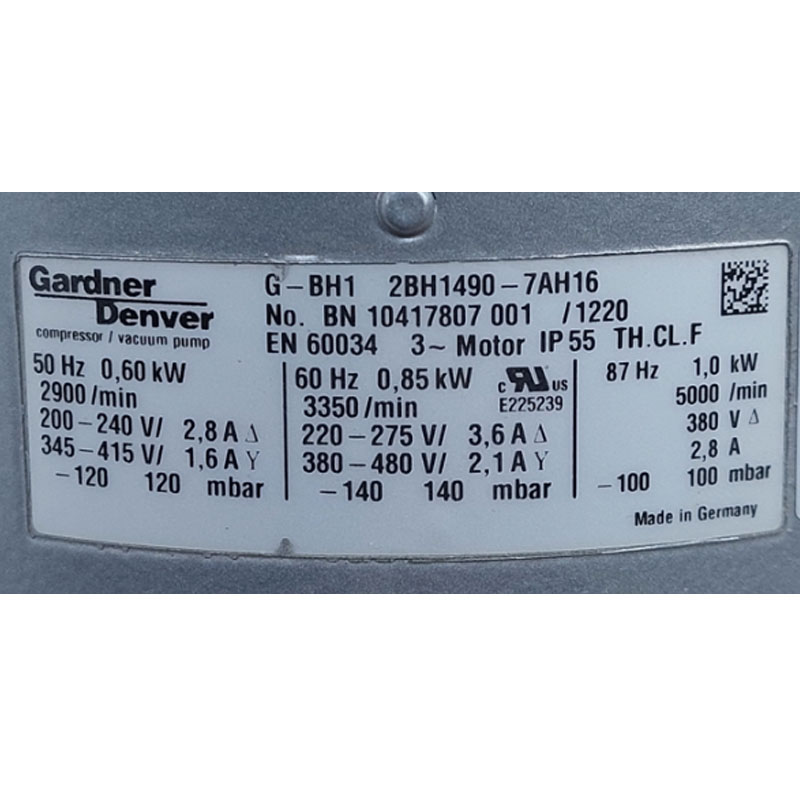 Gardner
Denver
compressor / vacuum pump
G-BH1 2BH1490-7AH16
No. BN 10417807 001 /1220
EN 60034 3~ Motor IP 55 TH.CL.F
50 Hz 0,60 kW
2900/min
200-240 V/ 2,8 A Δ
345-415 V/ 1,6 A Y
-120 120 mbar
60 Hz 0,85 kW
c RU us
E225239
3350/min
220-275 V/ 3,6 A Δ
380-480 V/ 2,1 A Y
-140 140 mbar
87 Hz 1,0 kW
5000 /min
380 V Δ
2,8 A
-100 100 mbar
Made in Germany